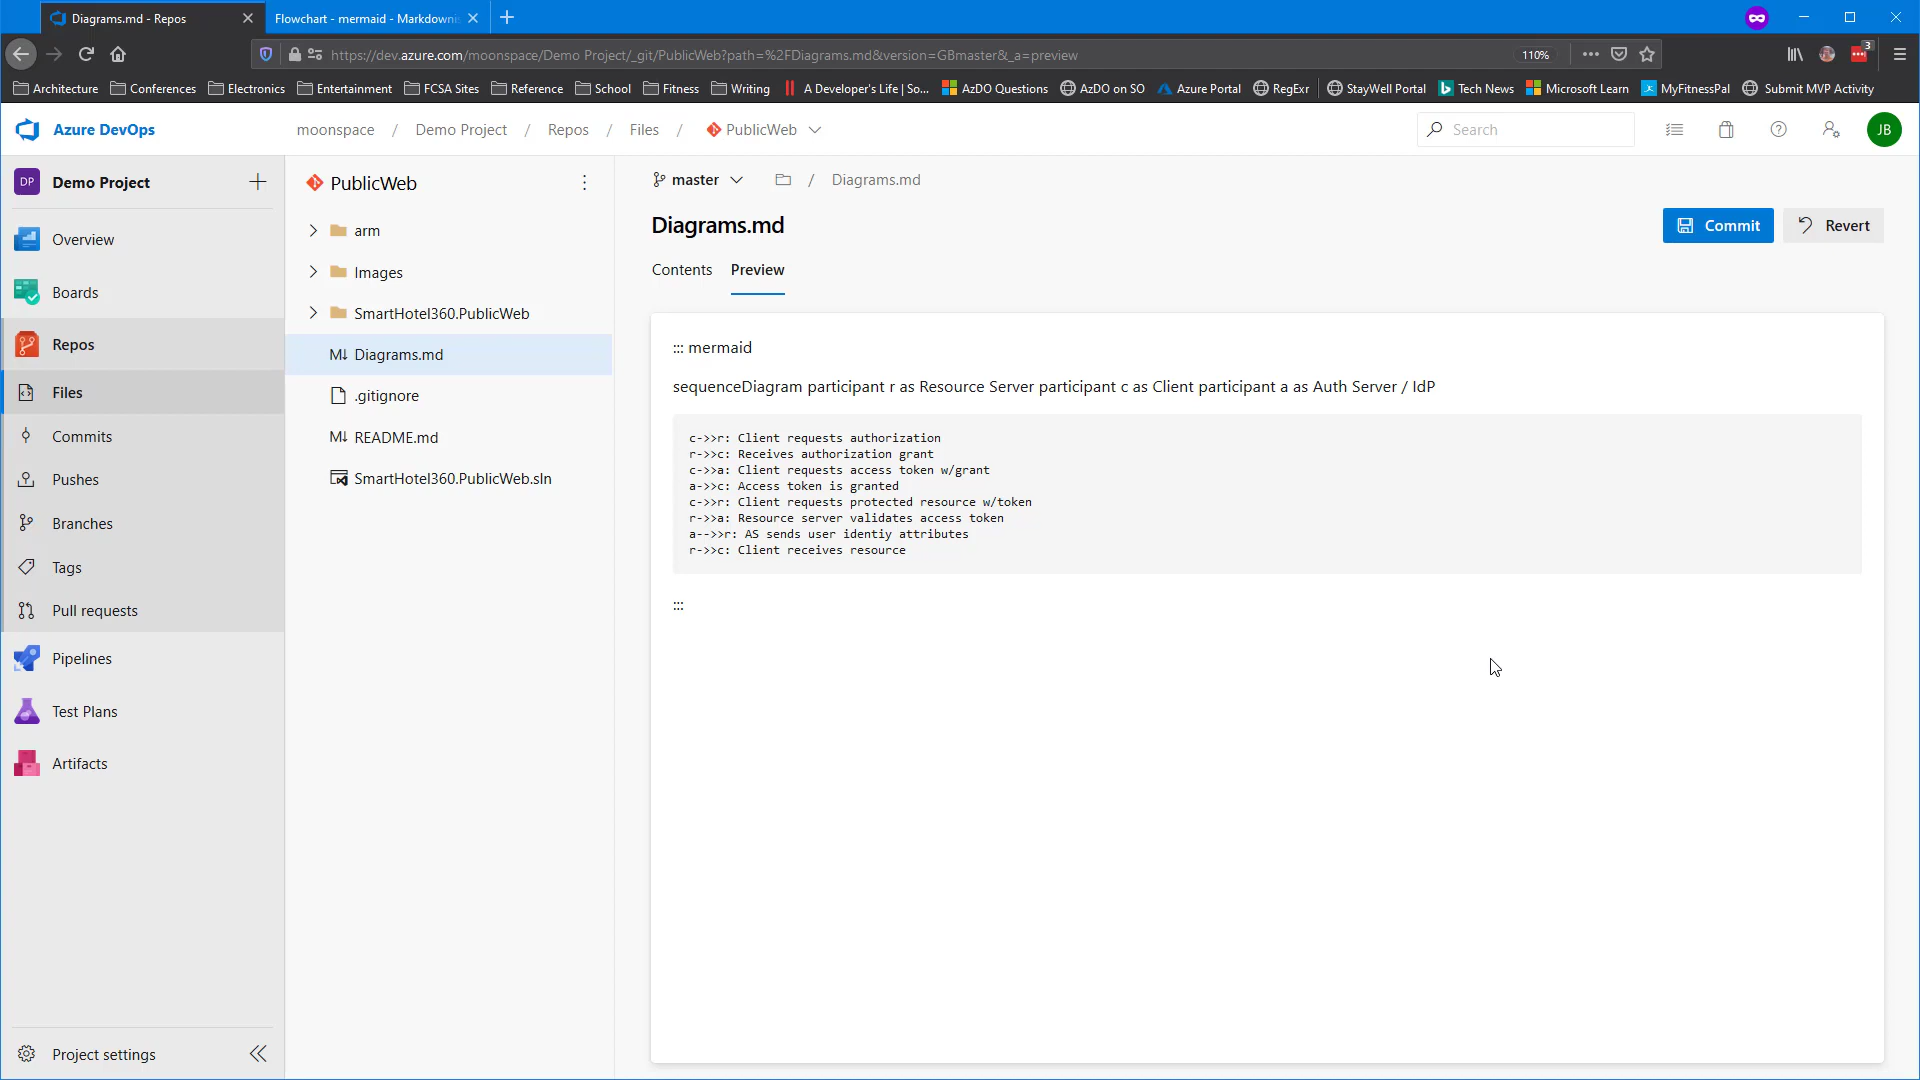 Diagrams.md - Repos
Flowchart - mermaid - Markdownis
https://dev.azure.com/moonspace/Demo Project/_git/PublicWeb?path=%2FDiagrams.md&version=GBmaster&_a=preview
110%
3
Architecture
Conferences
Electronics
Entertainment
FCSA Sites
Reference
School
Fitness
Writing
A Developer's Life | So...
AzDO Questions
AzDO on SO
Azure Portal
RegExr
StayWell Portal
Tech News
Microsoft Learn
MyFitnessPal
Submit MVP Activity
Azure DevOps
moonspace / Demo Project / Repos / Files / PublicWeb
Search
JB
DP
Demo Project
Overview
Boards
Repos
Files
Commits
Pushes
Branches
Tags
Pull requests
Pipelines
Test Plans
Artifacts
Project settings
PublicWeb
arm
Images
SmartHotel360.PublicWeb
M↓ Diagrams.md
.gitignore
M↓ README.md
SmartHotel360.PublicWeb.sln
master / Diagrams.md
Diagrams.md
Commit
Revert
Contents
Preview
::: mermaid
sequenceDiagram participant r as Resource Server participant c as Client participant a as Auth Server / IdP
c->>r: Client requests authorization
r->>c: Receives authorization grant
c->>a: Client requests access token w/grant
a->>c: Access token is granted
c->>r: Client requests protected resource w/token
r->>a: Resource server validates access token
a-->>r: AS sends user identiy attributes
r->>c: Client receives resource
:::